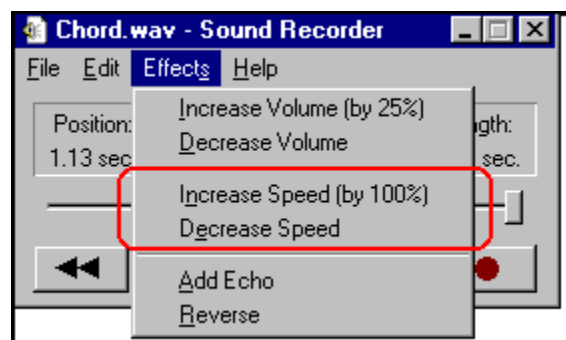 Chord.wav - Sound Recorder
File Edit Effects Help
Increase Volume (by 25%)
Position:
Decrease Volume
1.13 sec
sec.
Increase Speed (by 100%)
Decrease Speed
Add Echo
Reverse